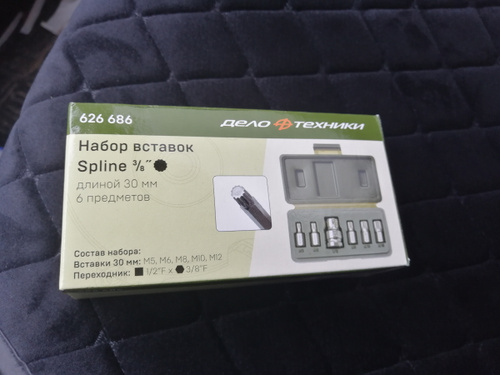 626 686
ДЕЛО ТЕХНИКИ
Набор вставок
Spline 3/8″
длиной 30 мм
6 предметов
Состав набора:
Вставки 30 мм: M5, M6, M8, M10, M12
Переходник: 1/2"F x 3/8"F